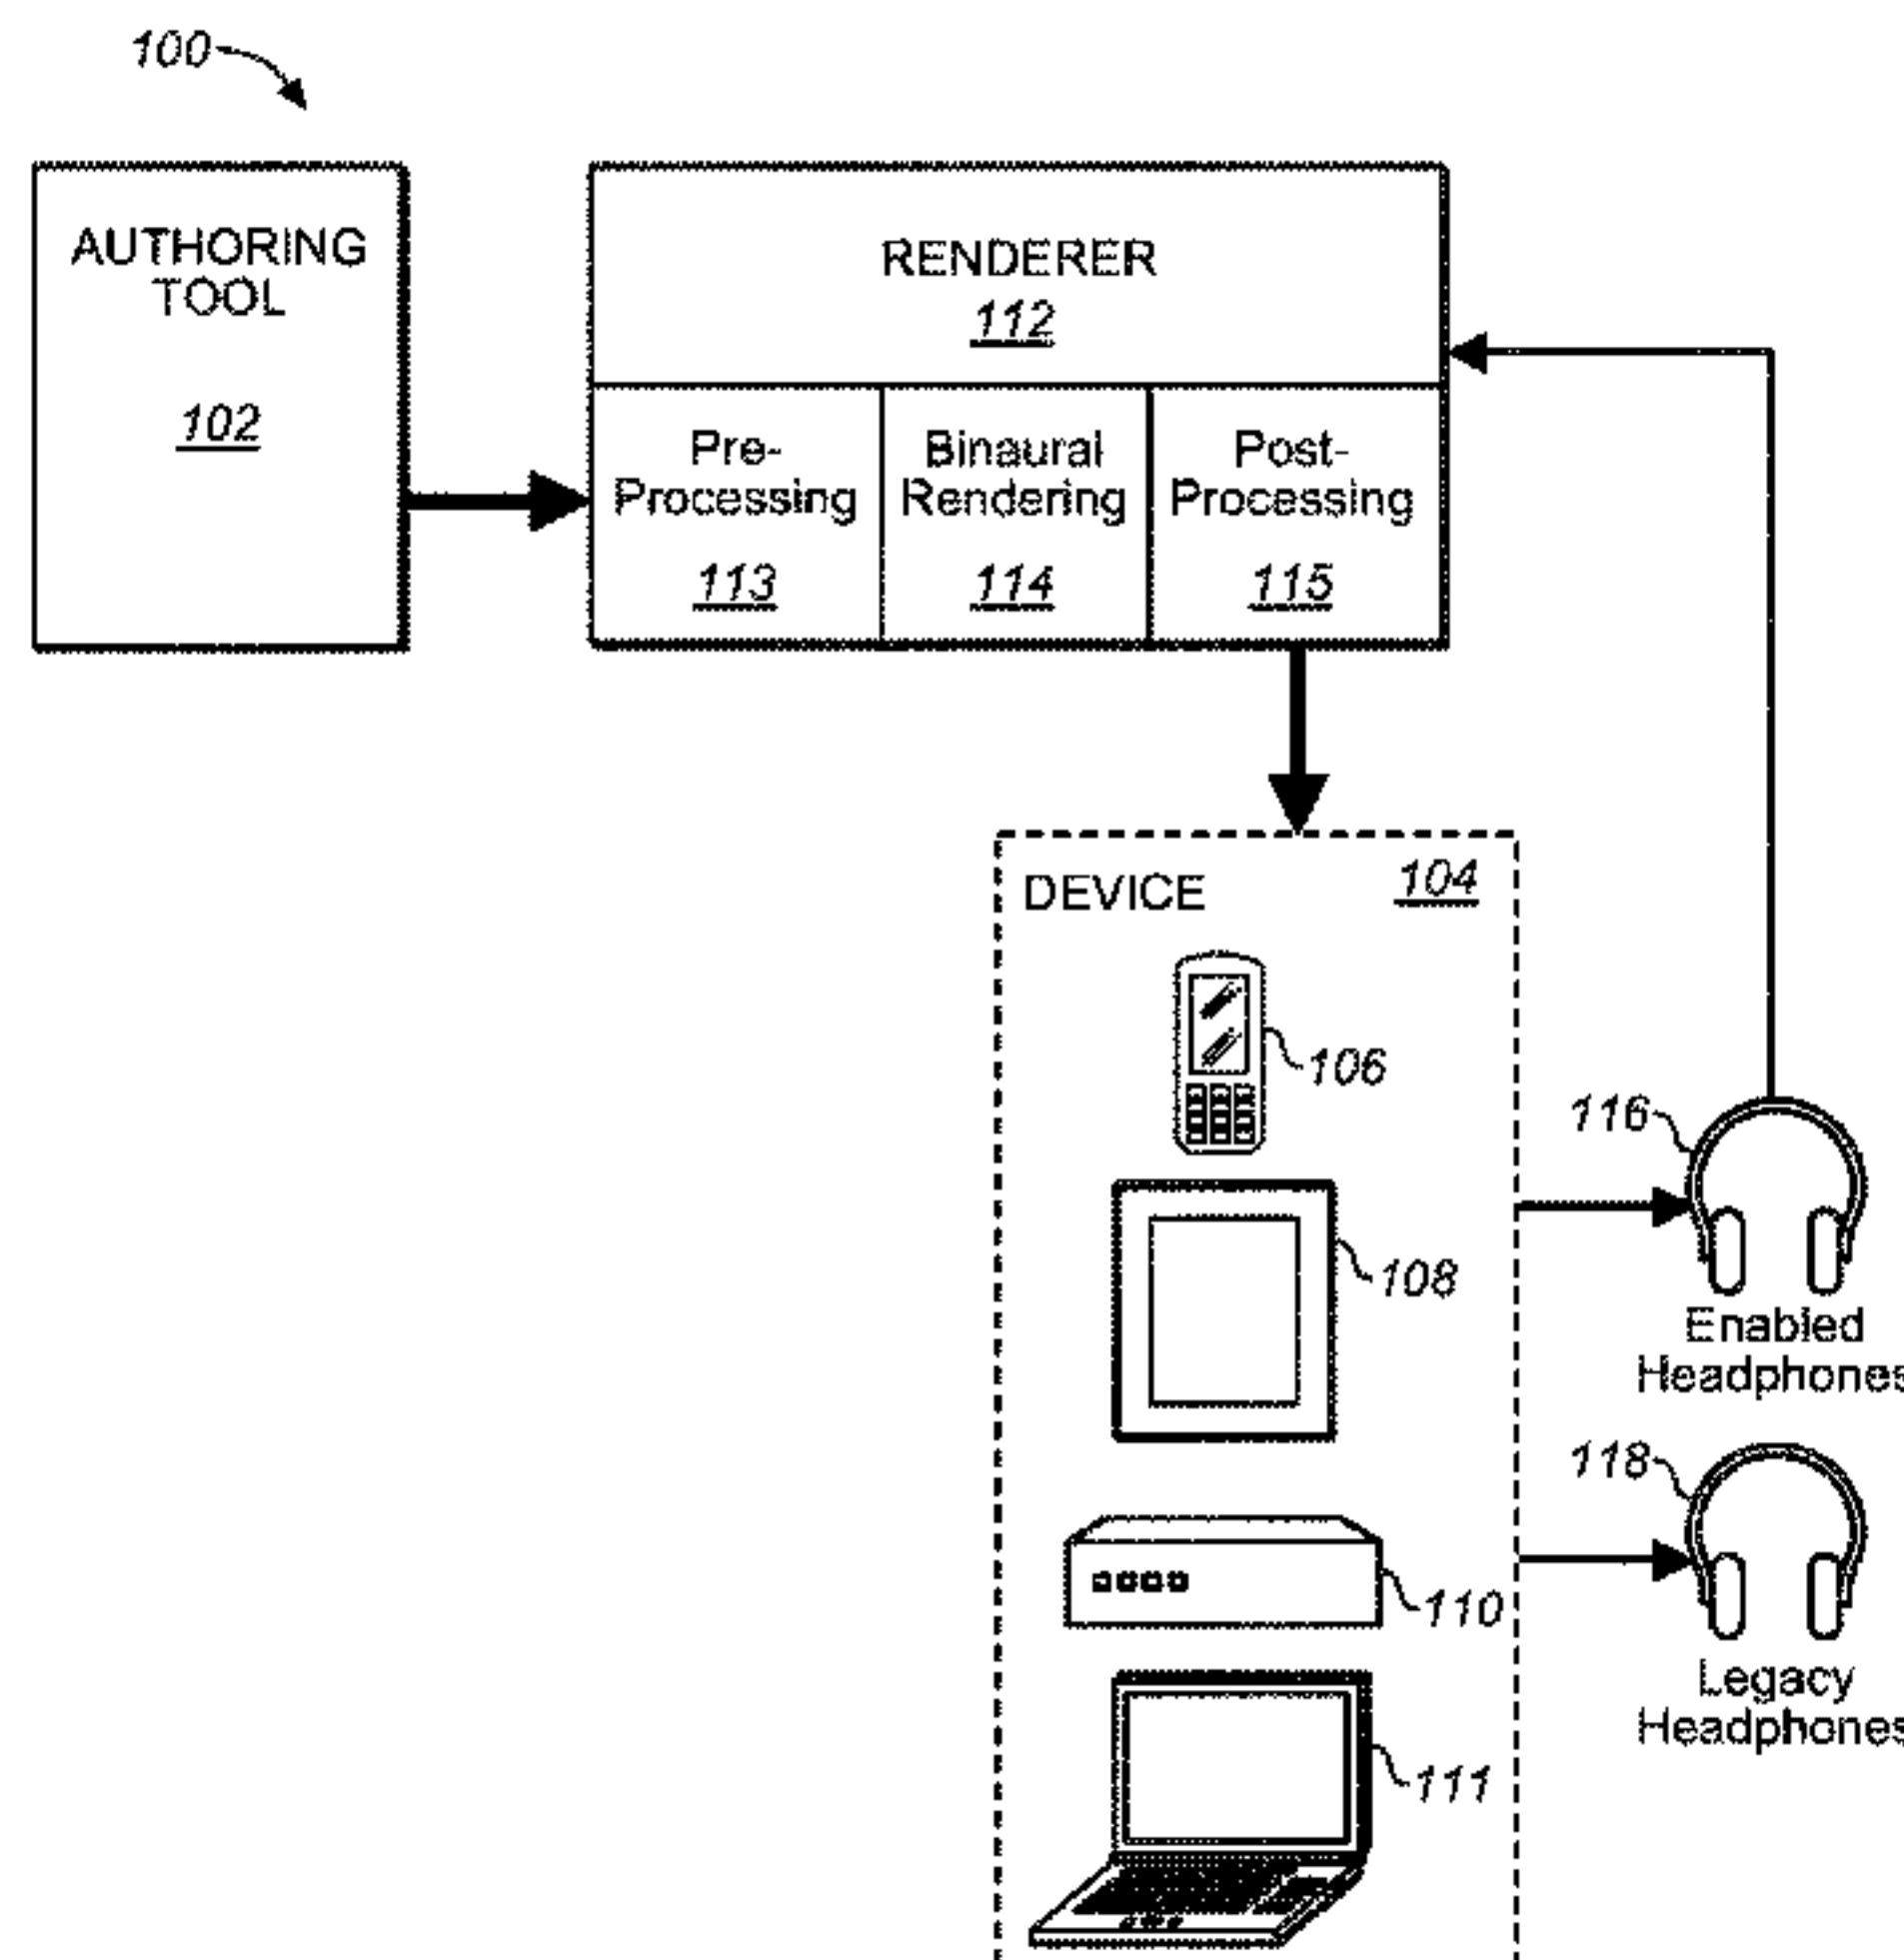 100
AUTHORING
TOOL
102
RENDERER
112
Pre-
Processing
113
Binaural
Rendering
114
Post-
Processing
115
DEVICE
104
106
108
110
111
116
Enabled
Headphones
118
Legacy
Headphones